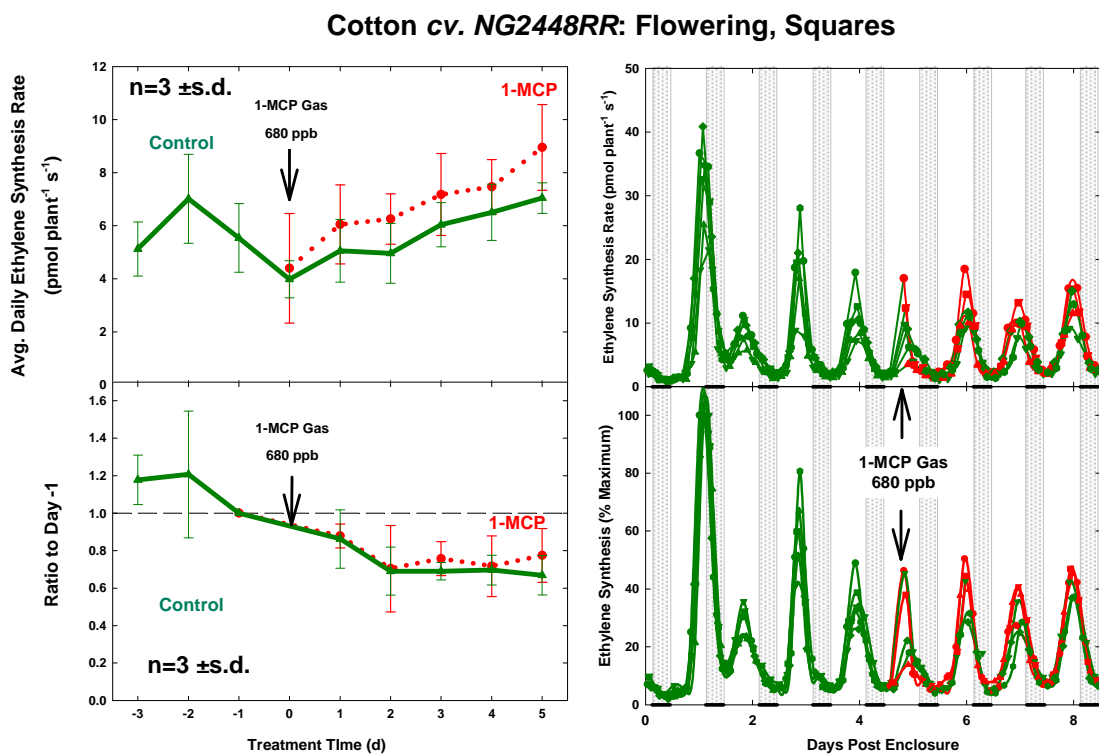 Cotton cv. NG2448RR: Flowering, Squares
Avg. Daily Ethylene Synthesis Rate
(pmol plant⁻¹ s⁻¹)
12
10
8
6
4
2
0
n=3 ±s.d.
1-MCP
1-MCP Gas
680 ppb
Control
Ratio to Day -1
1.6
1.4
1.2
1.0
0.8
0.6
0.4
0.2
0.0
1-MCP Gas
680 ppb
1-MCP
Control
n=3 ±s.d.
-3 -2 -1 0 1 2 3 4 5
Treatment TIme (d)
Ethylene Synthesis Rate (pmol plant⁻¹ s⁻¹)
50
40
30
20
10
0
Ethylene Synthesis (% Maximum)
100
80
60
40
20
0
1-MCP Gas
680 ppb
0 2 4 6 8
Days Post Enclosure